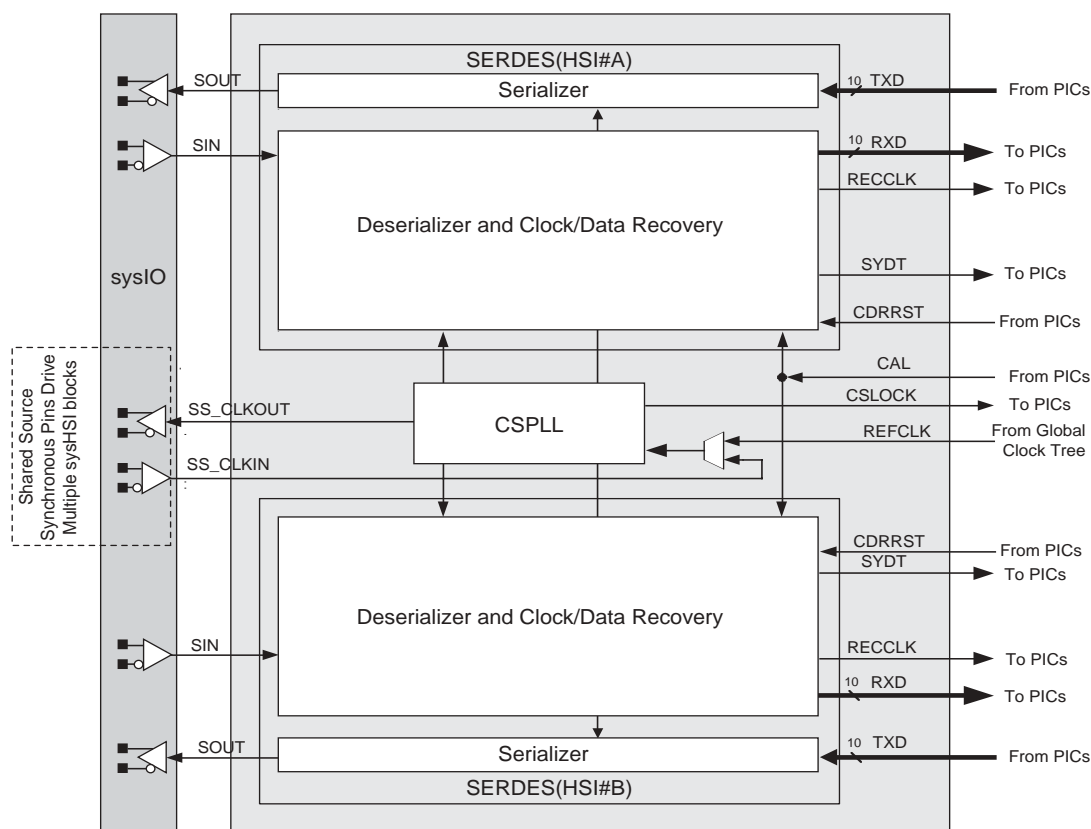 SERDES(HSI#A)
SOUT
Serializer
10 TXD
From PICs
SIN
10 RXD
To PICs
RECCLK
To PICs
Deserializer and Clock/Data Recovery
sysIO
SYDT
To PICs
CDRRST
From PICs
CAL
From PICs
Shared Source
Synchronous Pins Drive
Multiple sysHSI blocks
SS_CLKOUT
CSPLL
CSLOCK
To PICs
REFCLK
From Global
Clock Tree
SS_CLKIN
CDRRST
From PICs
SYDT
To PICs
Deserializer and Clock/Data Recovery
SIN
RECCLK
To PICs
10 RXD
To PICs
SOUT
Serializer
10 TXD
From PICs
SERDES(HSI#B)